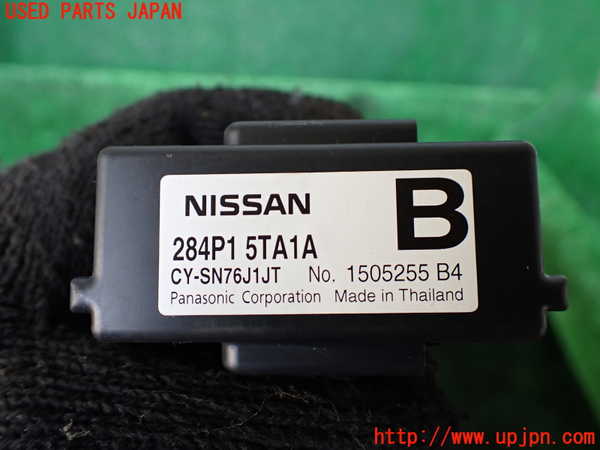 USED PARTS JAPAN
NISSAN
B
284P1 5TA1A
CY-SN76J1JT No. 1505255 B4
Panasonic Corporation Made in Thailand
http://www.upjpn.com/